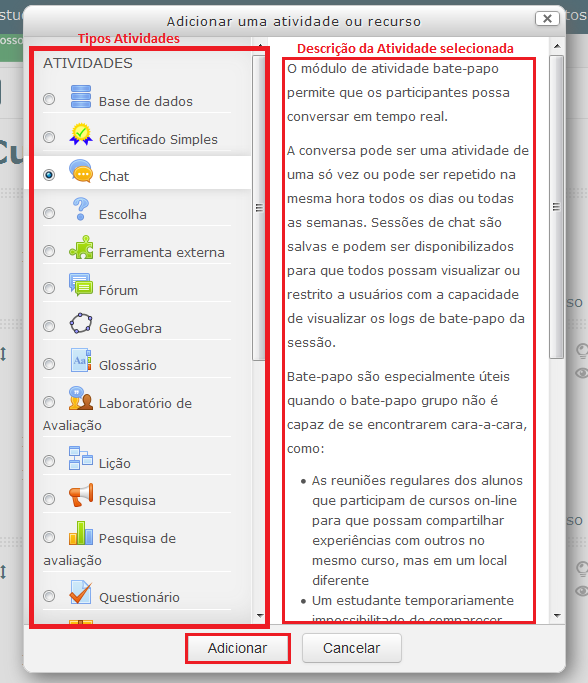 Adicionar uma atividade ou recurso
Tipos Atividades
ATIVIDADES
Base de dados
Certificado Simples
Chat
Escolha
Ferramenta externa
Fórum
GeoGebra
Glossário
Laboratório de
Avaliação
Lição
Pesquisa
Pesquisa de
avaliação
Questionário
Descrição da Atividade selecionada
O módulo de atividade bate-papo
permite que os participantes possa
conversar em tempo real.
A conversa pode ser uma atividade de
uma só vez ou pode ser repetido na
mesma hora todos os dias ou todas
as semanas. Sessões de chat são
salvas e podem ser disponibilizados
para que todos possam visualizar ou
restrito a usuários com a capacidade
de visualizar os logs de bate-papo da
sessão.
Bate-papo são especialmente úteis
quando o bate-papo grupo não é
capaz de se encontrarem cara-a-cara,
como:
• As reuniões regulares dos alunos
que participam de cursos on-line
para que possam compartilhar
experiências com outros no
mesmo curso, mas em um local
diferente
• Um estudante temporariamente
impossibilitado de comparecer
Adicionar
Cancelar